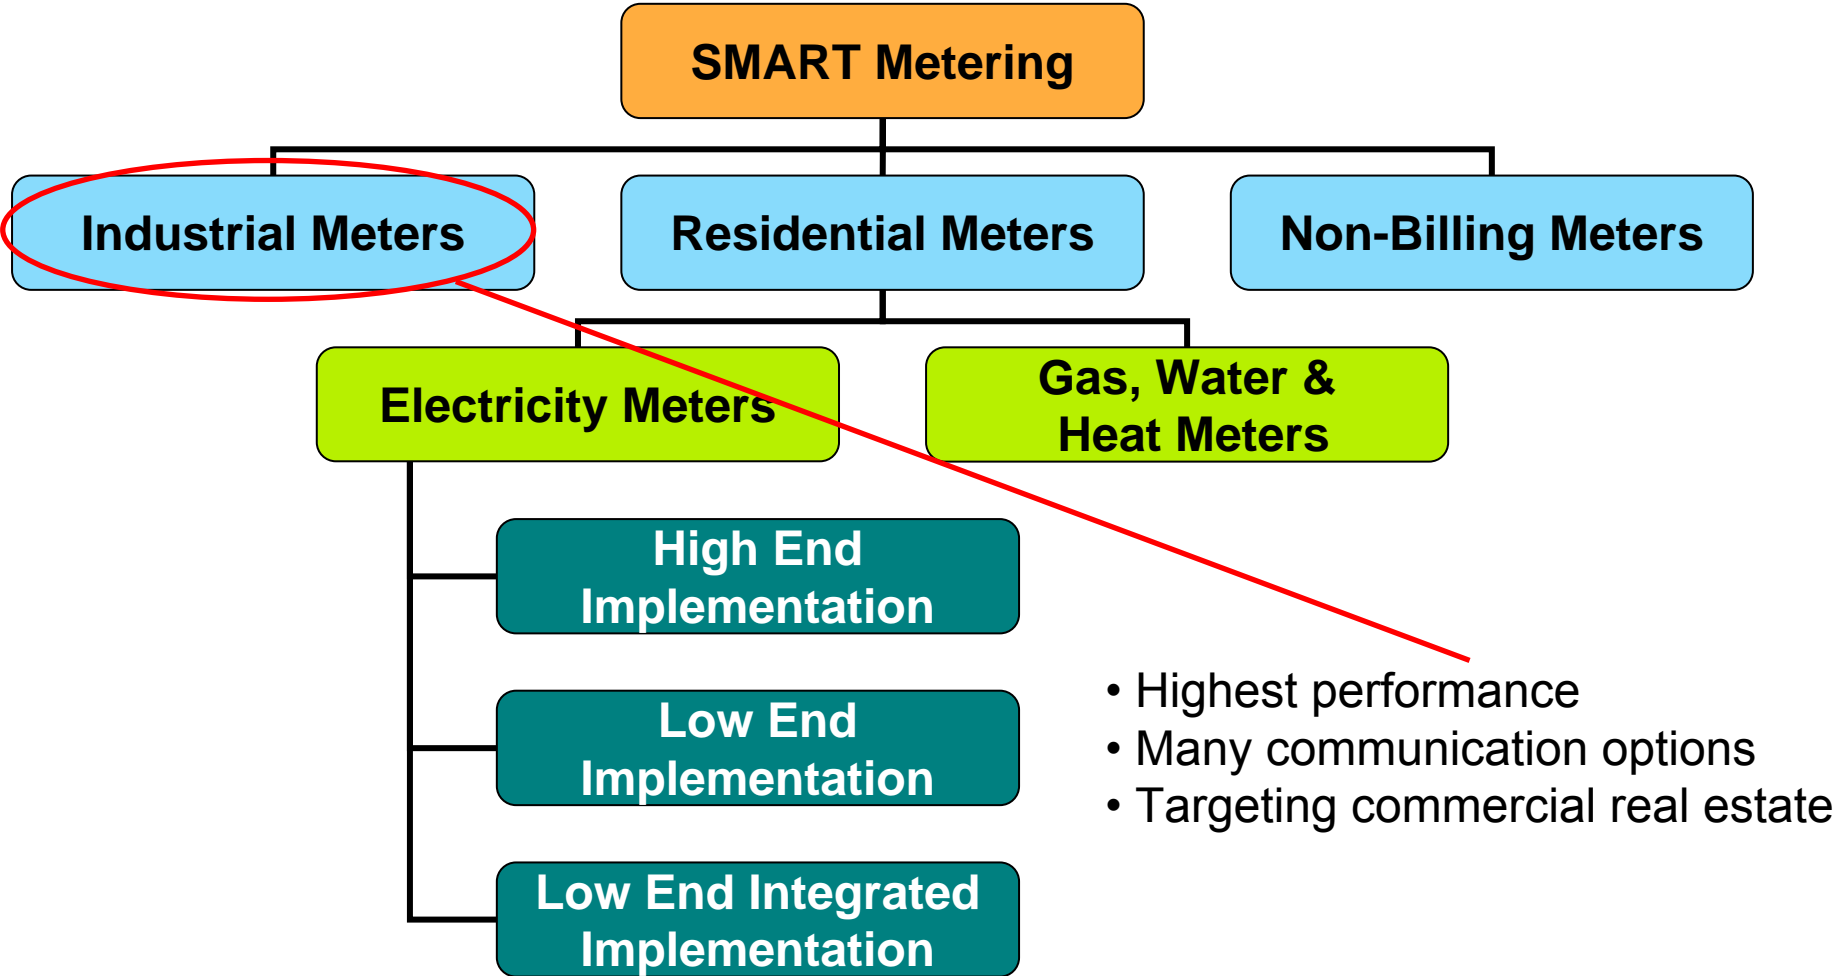 SMART Metering
Industrial Meters
Residential Meters
Non-Billing Meters
Electricity Meters
Gas, Water &
Heat Meters
High End
Implementation
Low End
Implementation
Low End Integrated
Implementation
• Highest performance
• Many communication options
• Targeting commercial real estate